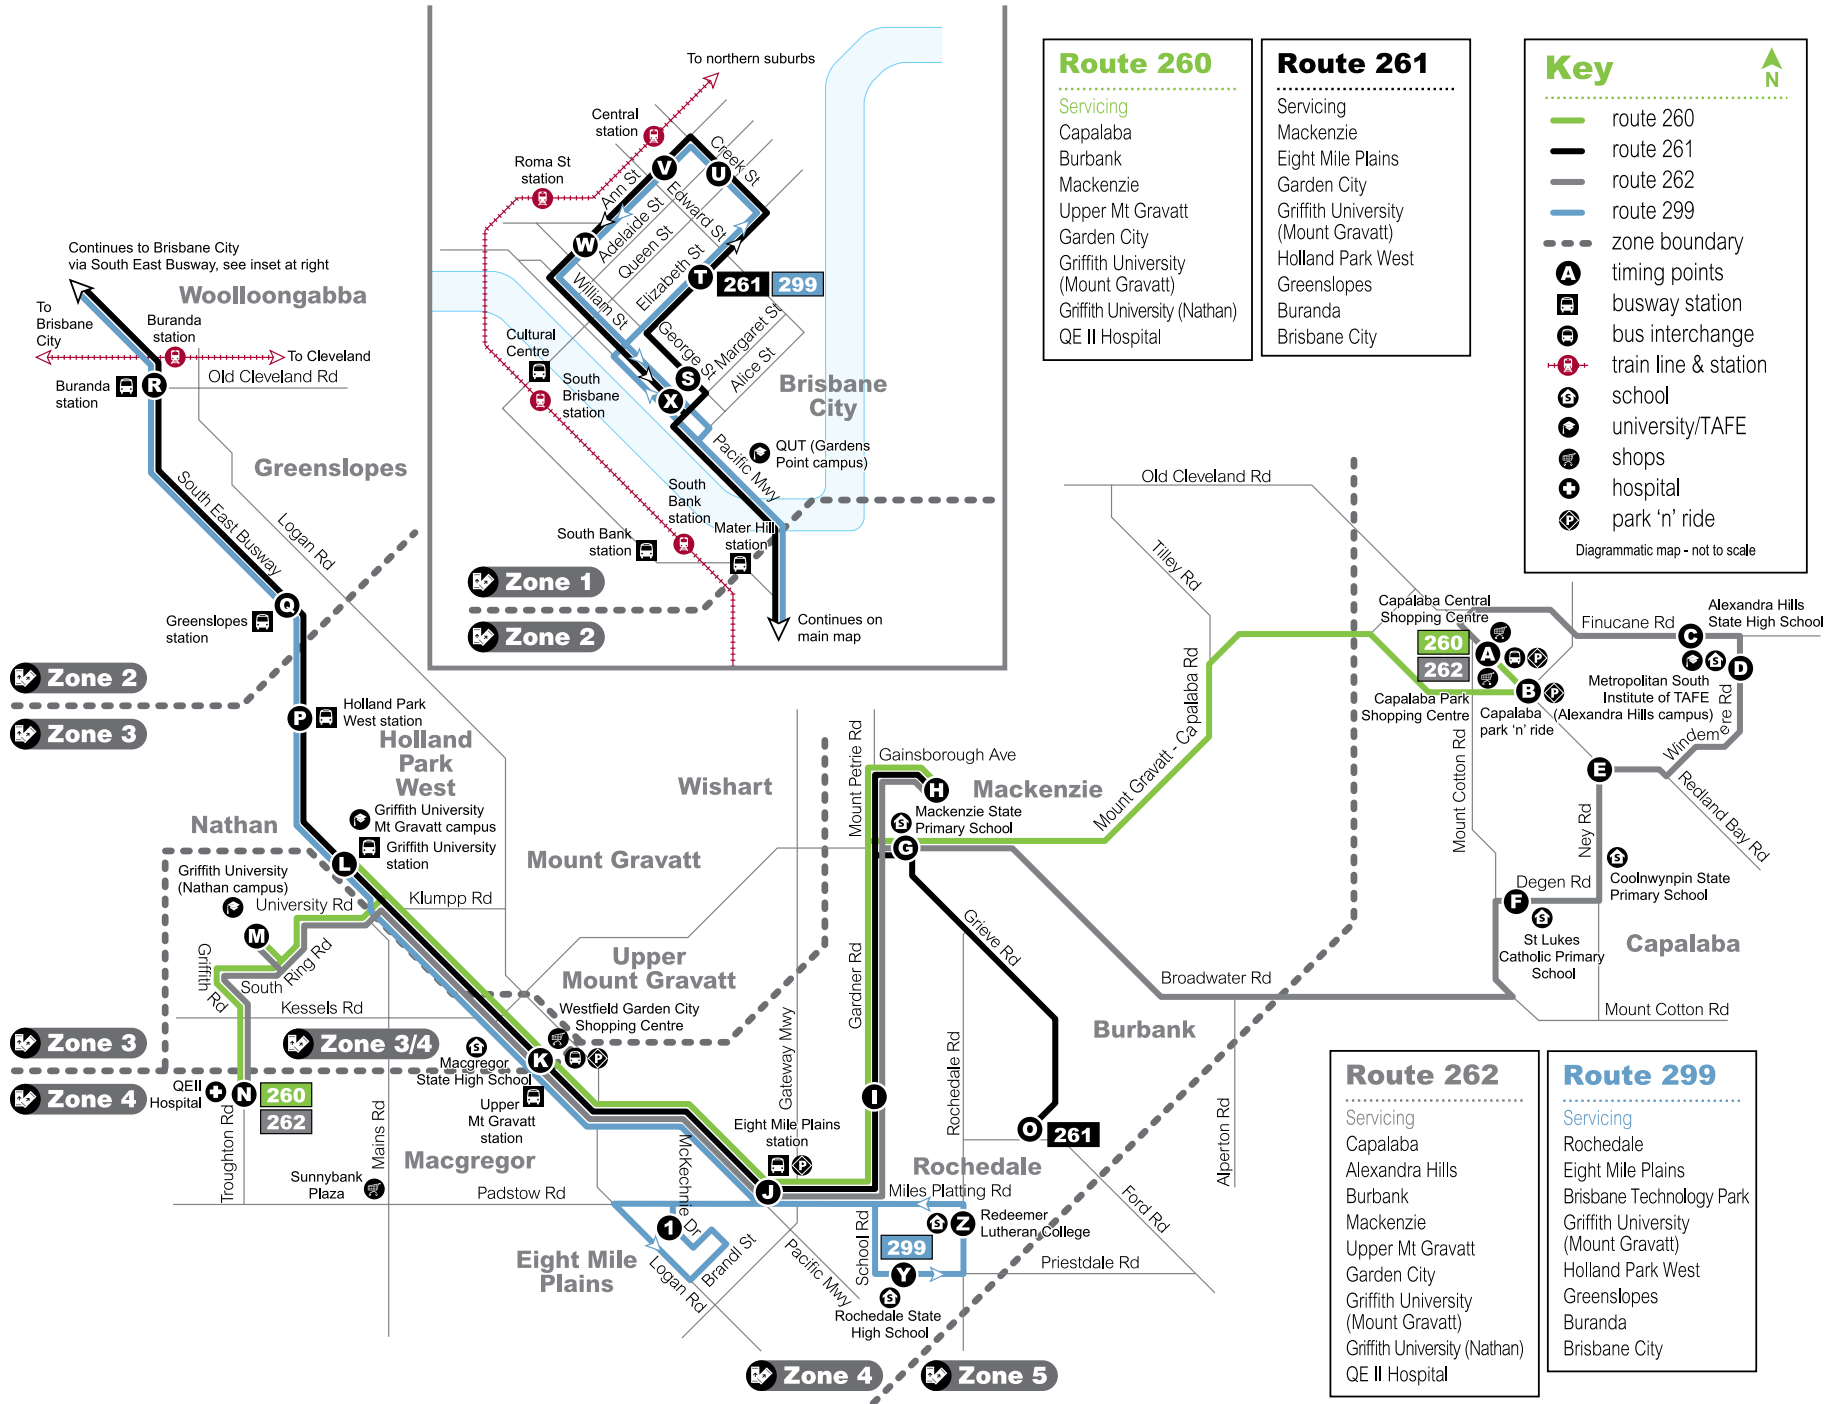 To northern suburbs
Central
station
Roma St
station
Creek St
V
U
Ann St
Edward St
Adelaide St
W
Queen St
T
261
299
Elizabeth St
William St
George St
Margaret St
Alice St
Cultural
Centre
South
Brisbane
station
S
X
Brisbane
City
Pacific Mwy
QUT (Gardens
Point campus)
South
Bank
station
South Bank
station
Mater Hill
station
Zone 1
Zone 2
Continues on
main map
Route 260
Servicing
Capalaba
Burbank
Mackenzie
Upper Mt Gravatt
Garden City
Griffith University
(Mount Gravatt)
Griffith University (Nathan)
QE II Hospital
Route 261
Servicing
Mackenzie
Eight Mile Plains
Garden City
Griffith University
(Mount Gravatt)
Holland Park West
Greenslopes
Buranda
Brisbane City
Key
N
route 260
route 261
route 262
route 299
zone boundary
A
timing points
busway station
bus interchange
train line & station
S
school
university/TAFE
shops
hospital
P
park 'n' ride
Diagrammatic map - not to scale
Continues to Brisbane City
via South East Busway, see inset at right
Woolloongabba
To
Brisbane
City
Buranda
station
To Cleveland
Old Cleveland Rd
Buranda
station
R
Greenslopes
South East Busway
Logan Rd
Q
Greenslopes
station
Zone 2
Zone 3
P
Holland Park
West station
Holland
Park
West
Nathan
Griffith University
Mt Gravatt campus
Griffith University
station
L
Griffith University
(Nathan campus)
University Rd
Klumpp Rd
M
Griffith Rd
South Ring Rd
Kessels Rd
Zone 3
Zone 3/4
Zone 4
QEII
Hospital
N
260
262
Troughton Rd
Mains Rd
Sunnybank
Plaza
Macgregor
Padstow Rd
S
Macgregor
State High School
K
Upper
Mt Gravatt
station
Westfield Garden City
Shopping Centre
P
Upper
Mount Gravatt
Mount Gravatt
Wishart
Gateway Mwy
Eight Mile Plains
station
P
J
McKechnie Dr
1
Brandl St
Logan Rd
Eight Mile
Plains
Pacific Mwy
Mount Petrie Rd
Gainsborough Ave
H
Mackenzie
S
Mackenzie State
Primary School
G
Gardner Rd
I
Grieve Rd
Rochedale Rd
O
261
Rochedale
Miles Platting Rd
School Rd
S
Z
Redeemer
Lutheran College
299
Y
S
Rochedale State
High School
Priestdale Rd
Ford Rd
Zone 4
Zone 5
Burbank
Broadwater Rd
Alperton Rd
Mount Gravatt - Capalaba Rd
Old Cleveland Rd
Tilley Rd
Capalaba Central
Shopping Centre
260
262
A
P
B
P
Capalaba Park
Shopping Centre
Capalaba
park 'n' ride
Finucane Rd
C
S
D
Alexandra Hills
State High School
Metropolitan South
Institute of TAFE
(Alexandra Hills campus)
Windemere Rd
E
Redland Bay Rd
Mount Cotton Rd
Ney Rd
S
Coolnwynpin State
Primary School
Degen Rd
F
S
St Lukes
Catholic Primary
School
Capalaba
Mount Cotton Rd
Route 262
Servicing
Capalaba
Alexandra Hills
Burbank
Mackenzie
Upper Mt Gravatt
Garden City
Griffith University
(Mount Gravatt)
Griffith University (Nathan)
QE II Hospital
Route 299
Servicing
Rochedale
Eight Mile Plains
Brisbane Technology Park
Griffith University
(Mount Gravatt)
Holland Park West
Greenslopes
Buranda
Brisbane City